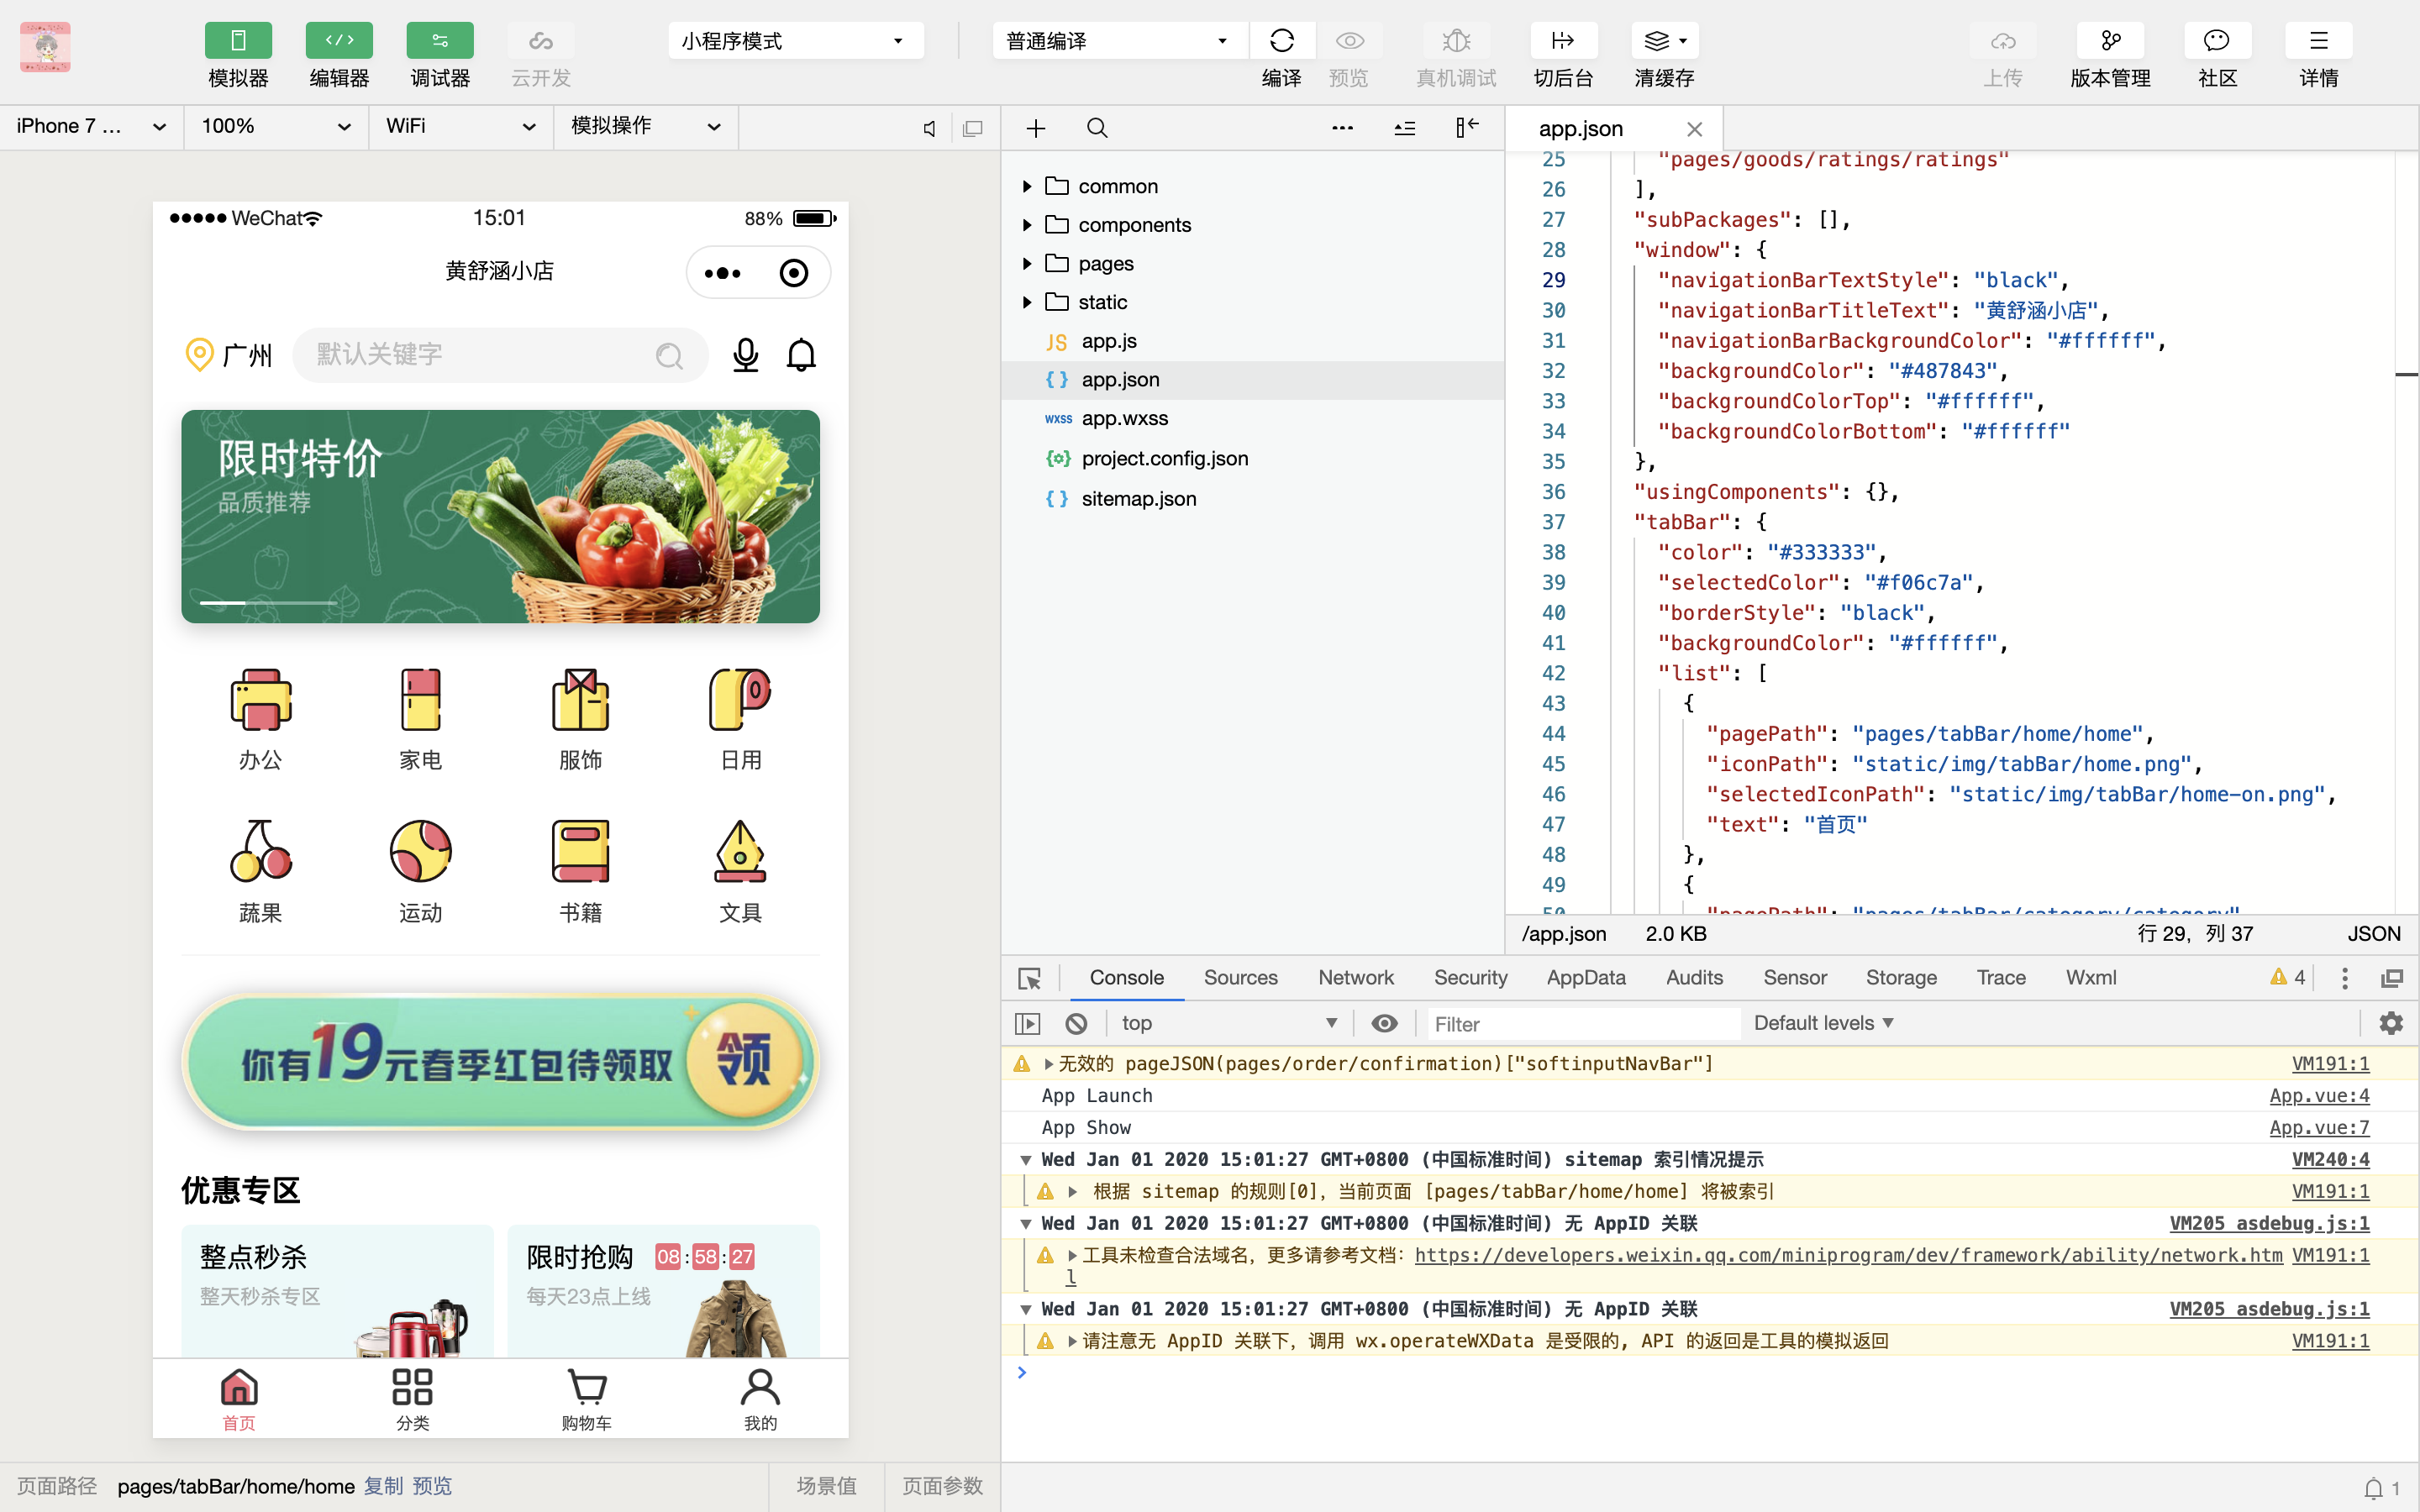 模拟器 编辑器 调试器 云开发 小程序模式 普通编译 编译 预览 真机调试 切后台 清缓存 上传 版本管理 社区 详情
iPhone 7 ... 100% WiFi 模拟操作
WeChat 15:01 88%
黄舒涵小店
广州 默认关键字
限时特价
品质推荐
办公 家电 服饰 日用
蔬果 运动 书籍 文具
你有19元春季红包待领取 领
优惠专区
整点秒杀
整天秒杀专区
限时抢购 08:58:27
每天23点上线
首页 分类 购物车 我的
页面路径 pages/tabBar/home/home 复制 预览 场景值 页面参数
common
components
pages
static
JS app.js
{ } app.json
wxss app.wxss
{o} project.config.json
{ } sitemap.json
app.json
25 "pages/goods/ratings/ratings"
26 ],
27 "subPackages": [],
28 "window": {
29 "navigationBarTextStyle": "black",
30 "navigationBarTitleText": "黄舒涵小店",
31 "navigationBarBackgroundColor": "#ffffff",
32 "backgroundColor": "#487843",
33 "backgroundColorTop": "#ffffff",
34 "backgroundColorBottom": "#ffffff"
35 },
36 "usingComponents": {},
37 "tabBar": {
38 "color": "#333333",
39 "selectedColor": "#f06c7a",
40 "borderStyle": "black",
41 "backgroundColor": "#ffffff",
42 "list": [
43 {
44 "pagePath": "pages/tabBar/home/home",
45 "iconPath": "static/img/tabBar/home.png",
46 "selectedIconPath": "static/img/tabBar/home-on.png",
47 "text": "首页"
48 },
49 {
50 "pagePath": "pages/tabBar/category/category",
/app.json 2.0 KB 行 29, 列 37 JSON
Console Sources Network Security AppData Audits Sensor Storage Trace Wxml 4
top Filter Default levels
无效的 pageJSON(pages/order/confirmation)["softinputNavBar"] VM191:1
App Launch App.vue:4
App Show App.vue:7
Wed Jan 01 2020 15:01:27 GMT+0800 (中国标准时间) sitemap 索引情况提示 VM240:4
根据 sitemap 的规则[0], 当前页面 [pages/tabBar/home/home] 将被索引 VM191:1
Wed Jan 01 2020 15:01:27 GMT+0800 (中国标准时间) 无 AppID 关联 VM205 asdebug.js:1
工具未检查合法域名, 更多请参考文档: https://developers.weixin.qq.com/miniprogram/dev/framework/ability/network.htm VM191:1
l
Wed Jan 01 2020 15:01:27 GMT+0800 (中国标准时间) 无 AppID 关联 VM205 asdebug.js:1
请注意无 AppID 关联下, 调用 wx.operateWXData 是受限的, API 的返回是工具的模拟返回 VM191:1
1